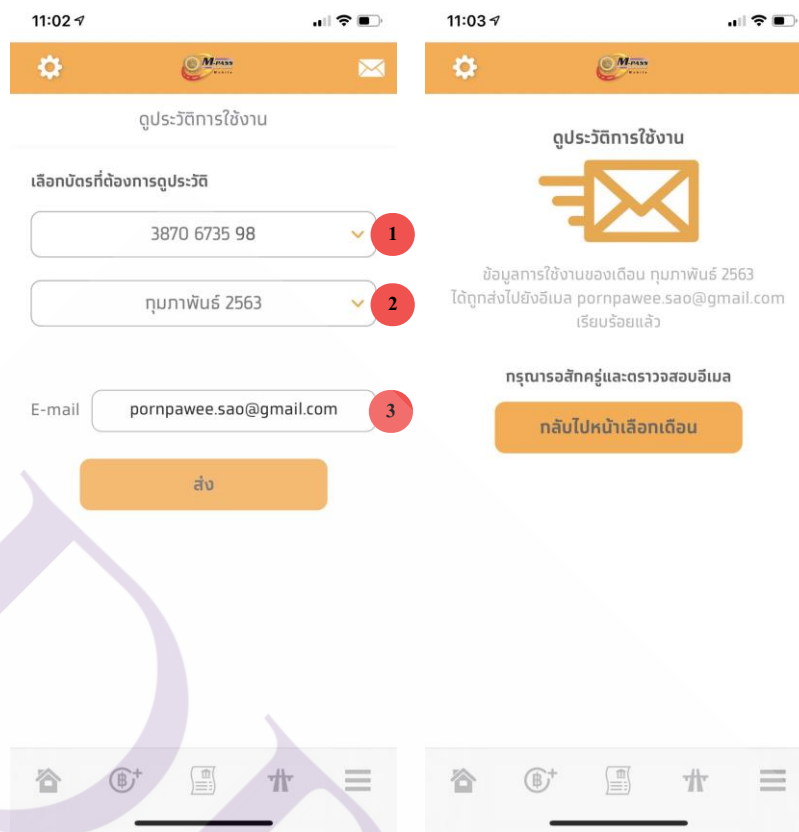 11:02
M-PASS
Mobile
ดูประวัติการใช้งาน
เลือกบัตรที่ต้องการดูประวัติ
3870 6735 98
1
กุมภาพันธ์ 2563
2
E-mail
pornpawee.sao@gmail.com
3
ส่ง
11:03
M-PASS
Mobile
ดูประวัติการใช้งาน
ข้อมูลการใช้งานของเดือน กุมภาพันธ์ 2563
ได้ถูกส่งไปยังอีเมล pornpawee.sao@gmail.com
เรียบร้อยแล้ว
กรุณารอสักครู่และตรวจสอบอีเมล
กลับไปหน้าเลือกเดือน